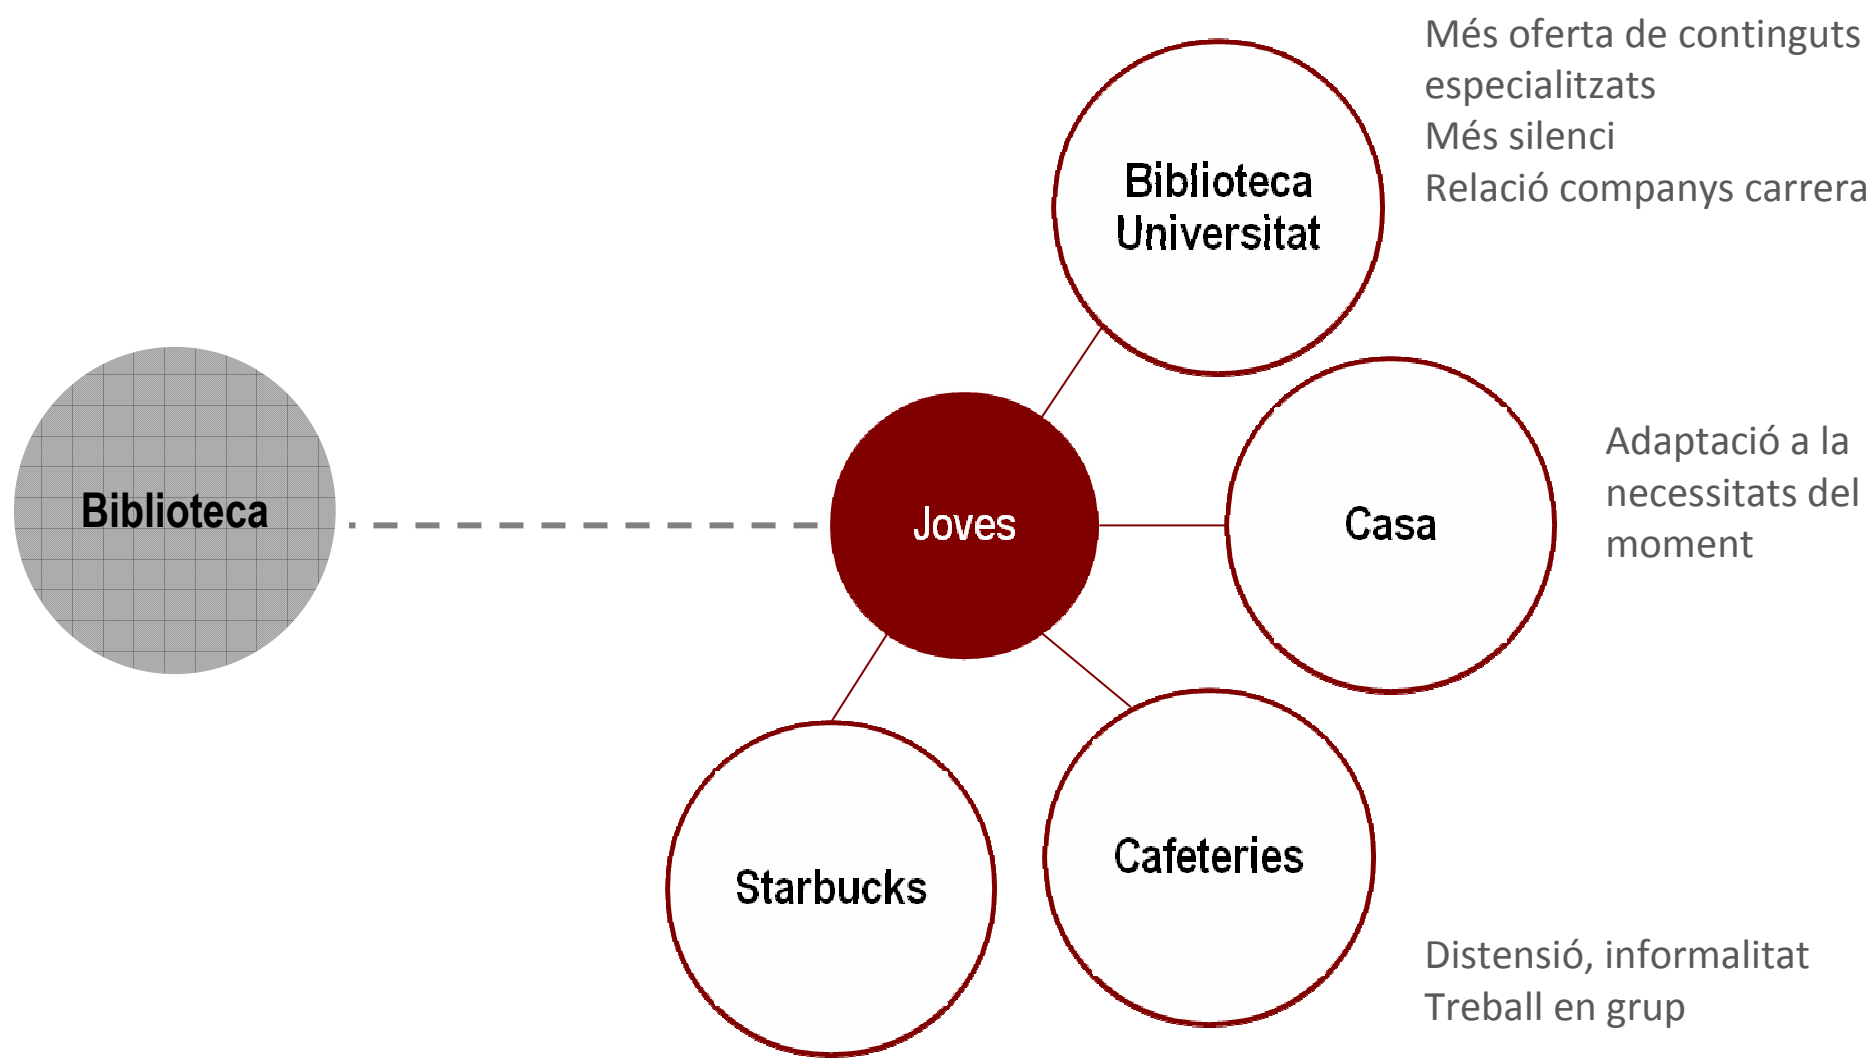 Més oferta de continguts
especialitzats
Més silenci
Relació companys carrera
Biblioteca
Universitat
Adaptació a la
necessitats del
moment
Biblioteca
Joves
Casa
Cafeteries
Starbucks
Distensió, informalitat
Treball en grup